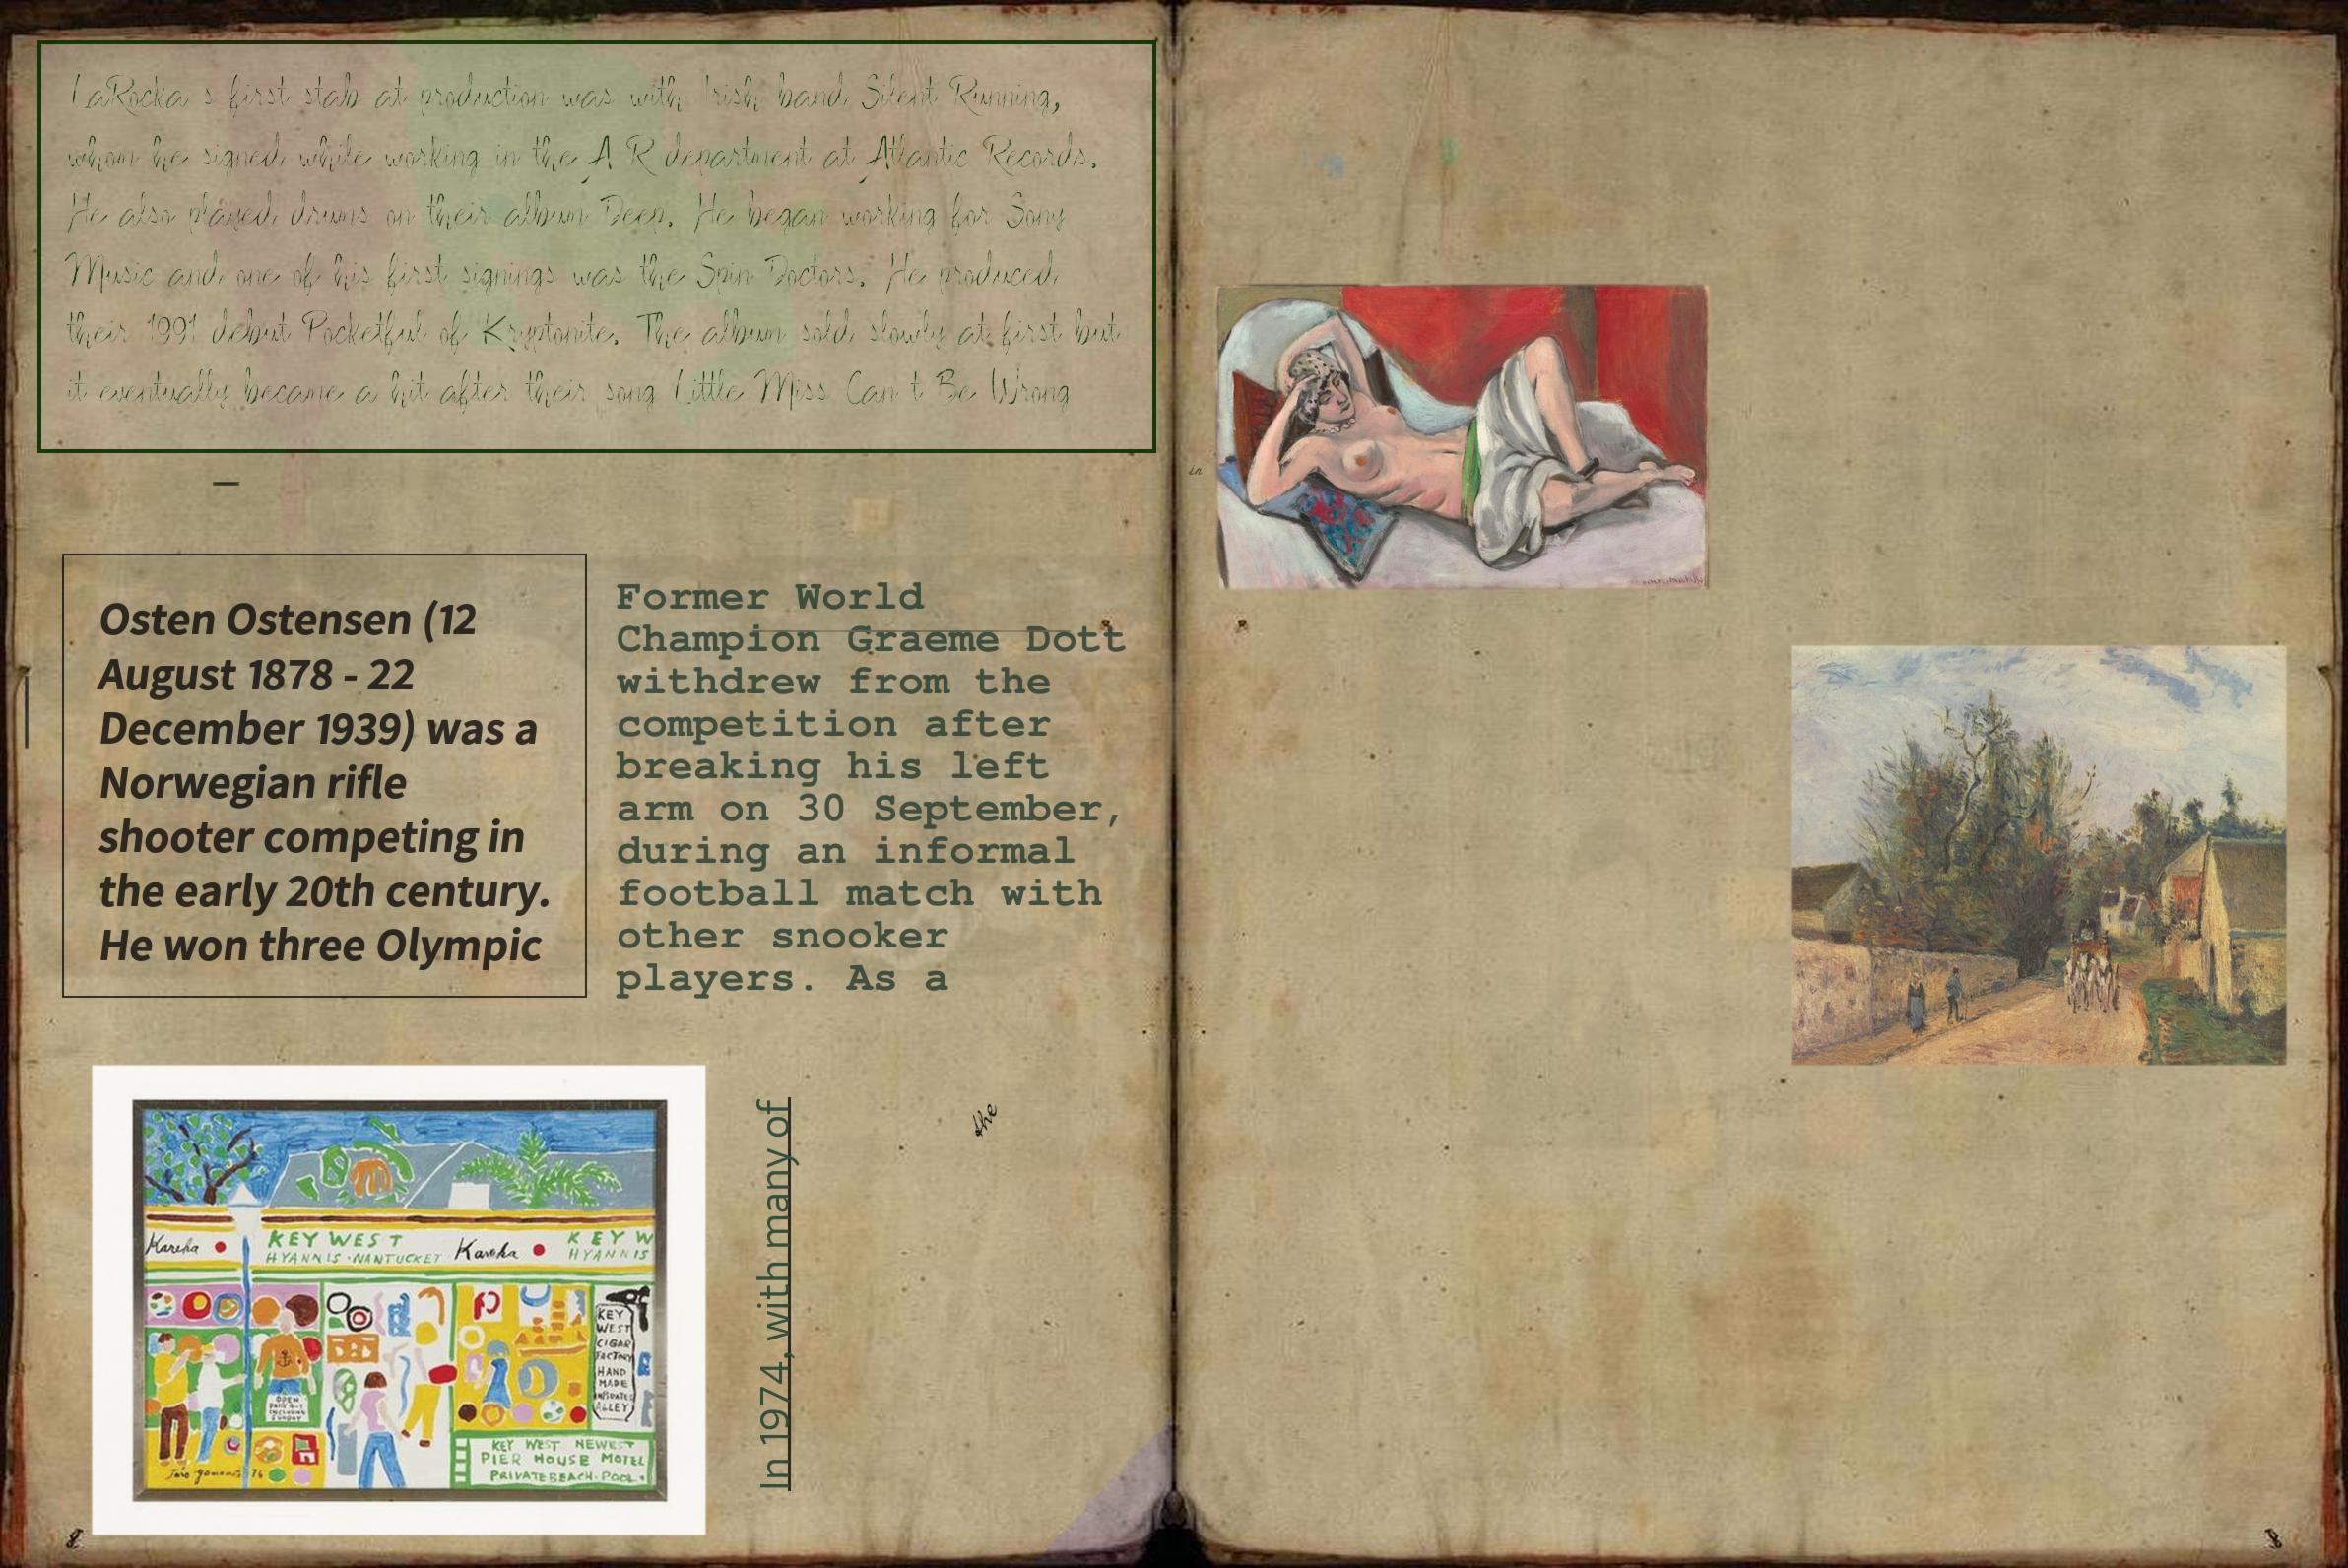 LaRocka s first stab at production was with Irish band Silent Running,
whom he signed while working in the A R department at Atlantic Records.
He also played drums on their album Deep. He began working for Sony
Music and one of his first signings was the Spin Doctors. He produced
their 1991 debut Pocketful of Kryptonite. The album sold slowly at first but
it eventually became a hit after their song Little Miss Can t Be Wrong
Osten Ostensen (12
August 1878 - 22
December 1939) was a
Norwegian rifle
shooter competing in
the early 20th century.
He won three Olympic
Former World
Champion Graeme Dott
withdrew from the
competition after
breaking his left
arm on 30 September,
during an informal
football match with
other snooker
players. As a
Kareka KEY WEST Kareka KEY W
HYANNIS·NANTUCKET HYANNIS
KEY
WEST
CIGAR
FACTORY
HAND
MADE
ALLEY
OPEN
KEY WEST NEWEST
PIER HOUSE MOTEL
PRIVATE BEACH·POOL·
In 1974, with many of
the
in
8
8